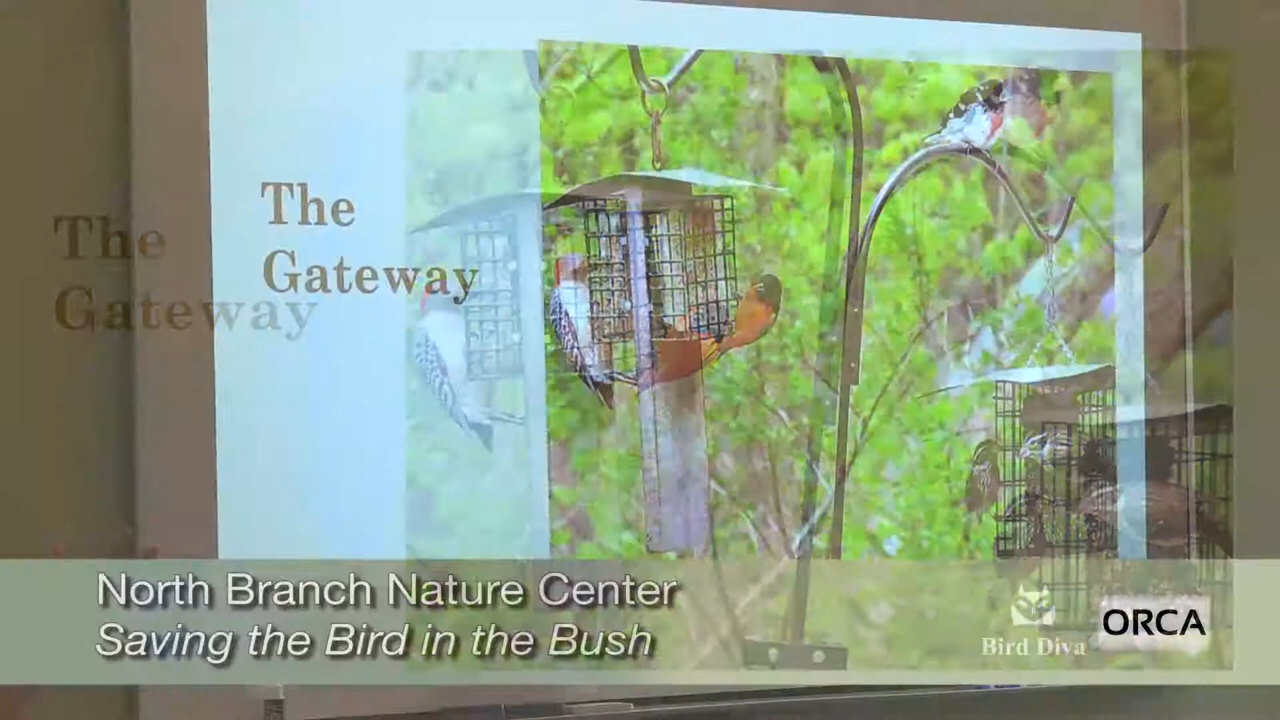 The
Gateway
The
Gateway
North Branch Nature Center
Saving the Bird in the Bush
Bird Diva
ORCA